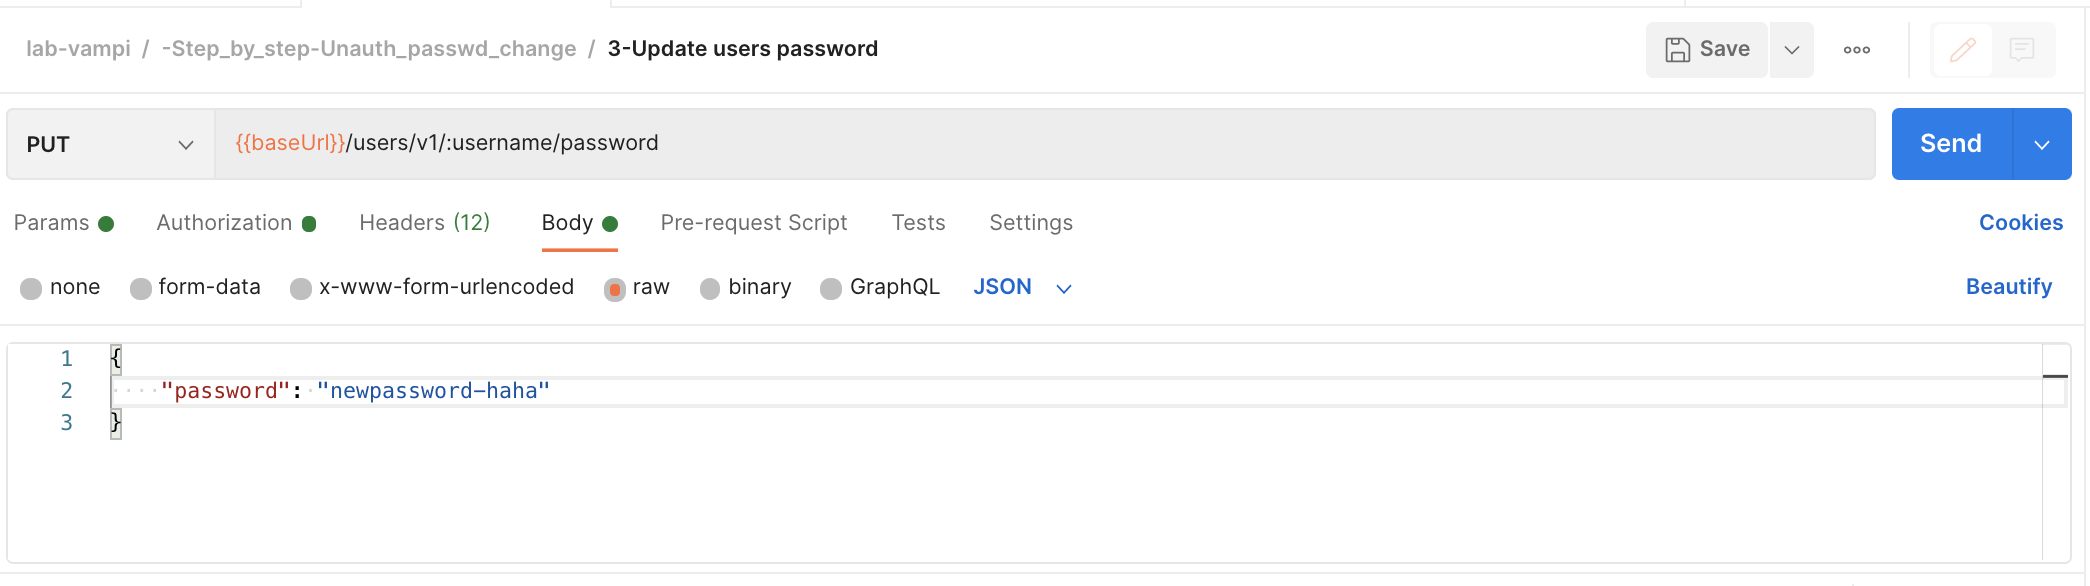 lab-vampi / -Step_by_step-Unauth_passwd_change / 3-Update users password
Save
PUT
{{baseUrl}}/users/v1/:username/password
Send
Params Authorization Headers (12) Body Pre-request Script Tests Settings Cookies
none form-data x-www-form-urlencoded raw binary GraphQL JSON Beautify
1 {
2 "password": "newpassword-haha"
3 }